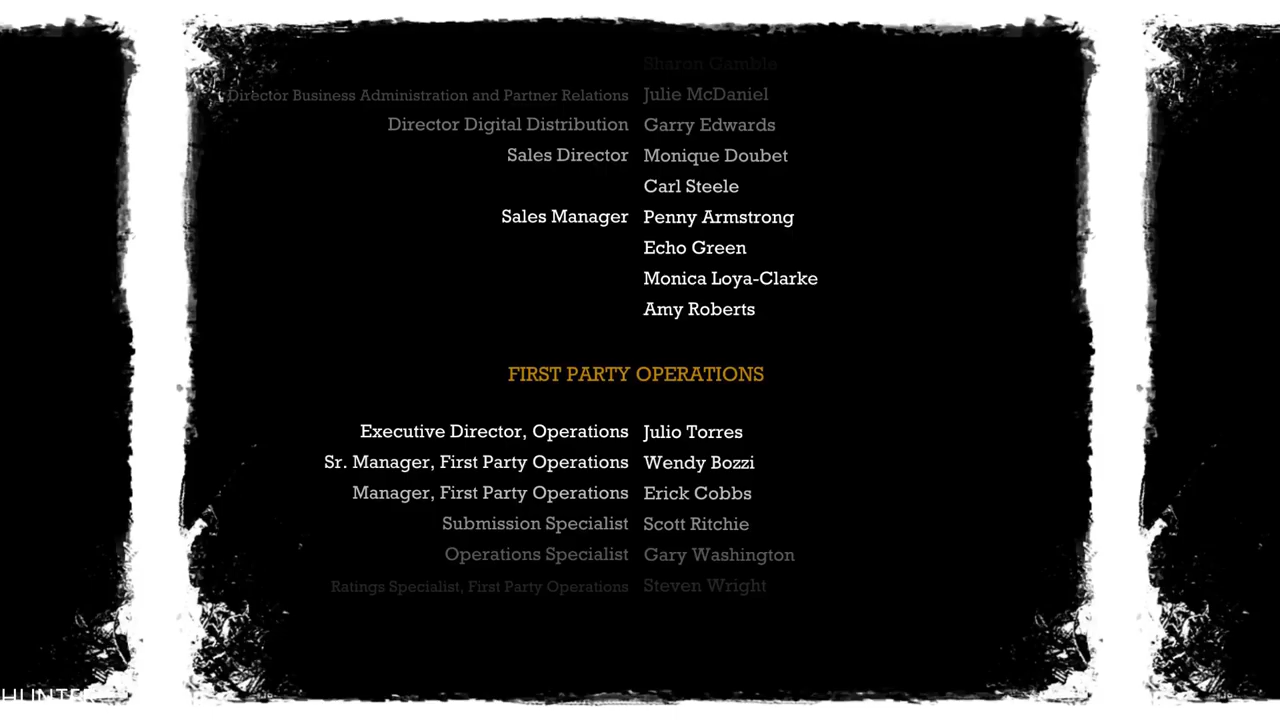 Sharon Gamble
Director Business Administration and Partner Relations Julie McDaniel
Director Digital Distribution Garry Edwards
Sales Director Monique Doubet
Carl Steele
Sales Manager Penny Armstrong
Echo Green
Monica Loya-Clarke
Amy Roberts
FIRST PARTY OPERATIONS
Executive Director, Operations Julio Torres
Sr. Manager, First Party Operations Wendy Bozzi
Manager, First Party Operations Erick Cobbs
Submission Specialist Scott Ritchie
Operations Specialist Gary Washington
Ratings Specialist, First Party Operations Steven Wright